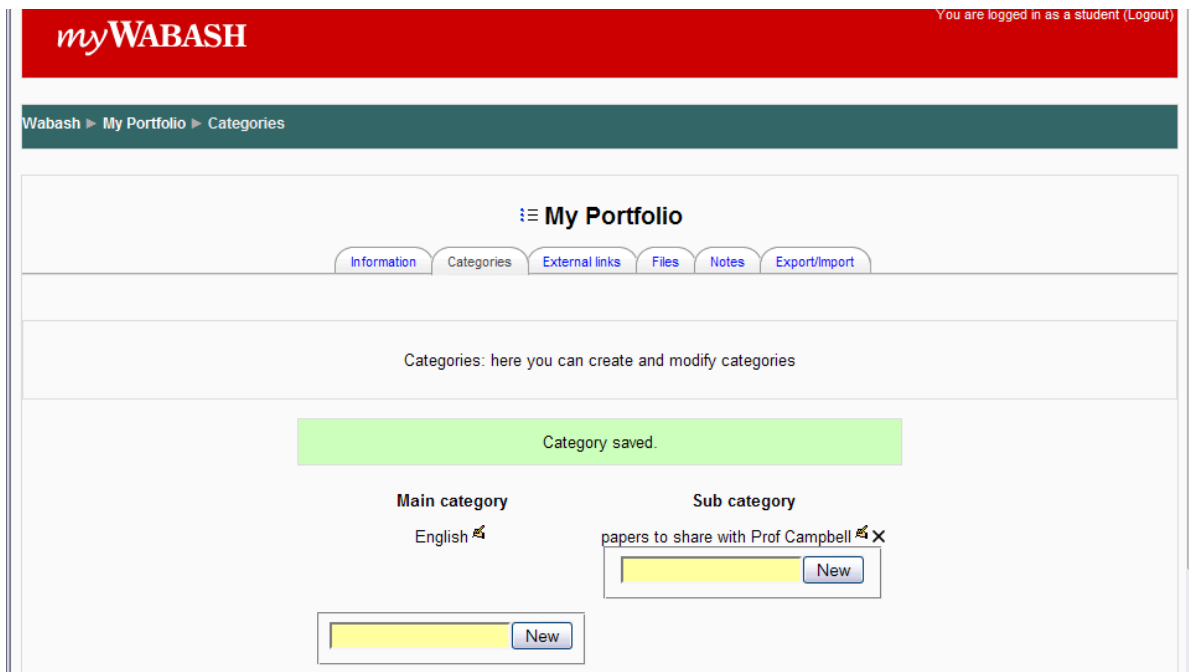 You are logged in as a student (Logout)
myWABASH
Wabash ► My Portfolio ► Categories
My Portfolio
Information Categories External links Files Notes Export/Import
Categories: here you can create and modify categories
Category saved.
Main category Sub category
English papers to share with Prof Campbell
New
New